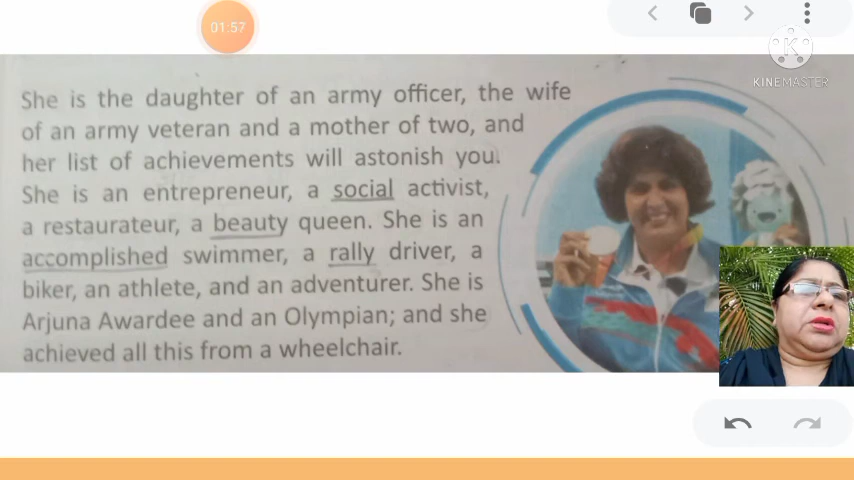 01:57
KINEMASTER
She is the daughter of an army officer, the wife
of an army veteran and a mother of two, and
her list of achievements will astonish you.
She is an entrepreneur, a social activist,
a restaurateur, a beauty queen. She is an
accomplished swimmer, a rally driver, a
biker, an athlete, and an adventurer. She is
Arjuna Awardee and an Olympian; and she
achieved all this from a wheelchair.